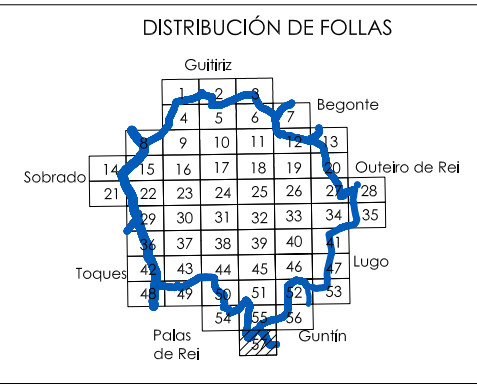 DISTRIBUCIÓN DE FOLLAS
Guitiriz
1 2 3
4 5 6 7 Begonte
8 9 10 11 12 13
14 15 16 17 18 19 20 Outeiro de Rei
Sobrado
21 22 23 24 25 26 27 28
29 30 31 32 33 34 35
36 37 38 39 40 41
Toques 42 43 44 45 46 47 Lugo
48 49 50 51 52 53
54 55 56
Palas
de Rei
57
Guntín